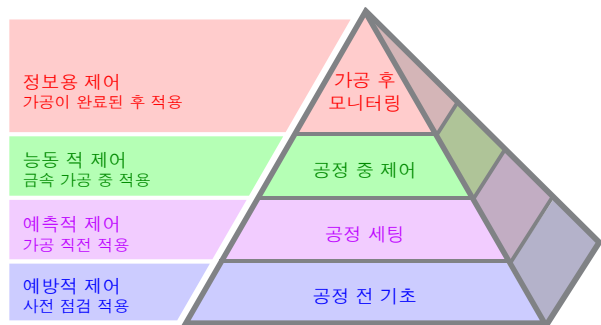 정보용 제어
가공이 완료된 후 적용
가공 후
모니터링
능동 적 제어
금속 가공 중 적용
공정 중 제어
예측적 제어
가공 직전 적용
공정 세팅
예방적 제어
사전 점검 적용
공정 전 기초